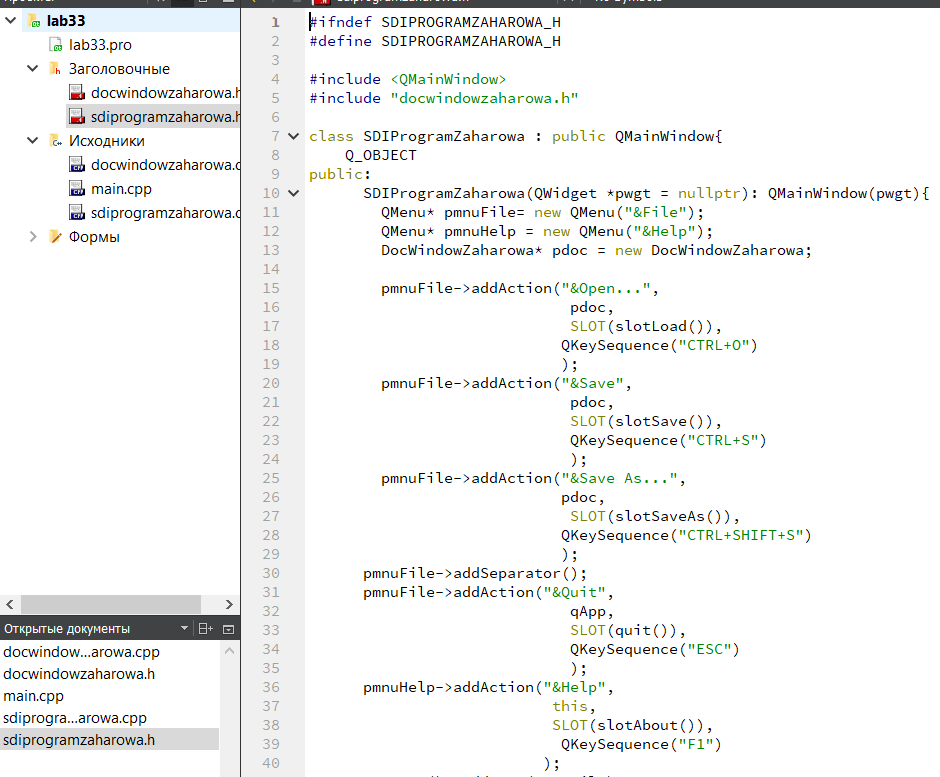 lab33
lab33.pro
Заголовочные
docwindowzaharowa.h
sdiprogramzaharowa.h
Исходники
docwindowzaharowa.c
main.cpp
sdiprogramzaharowa.c
Формы
Открытые документы
docwindow...arowa.cpp
docwindowzaharowa.h
main.cpp
sdiprogra...arowa.cpp
sdiprogramzaharowa.h
1 #ifndef SDIPROGRAMZAHAROWA_H
2 #define SDIPROGRAMZAHAROWA_H
3
4 #include <QMainWindow>
5 #include "docwindowzaharowa.h"
6
7 class SDIProgramZaharowa : public QMainWindow{
8 Q_OBJECT
9 public:
10 SDIProgramZaharowa(QWidget *pwgt = nullptr): QMainWindow(pwgt){
11 QMenu* pmnuFile= new QMenu("&File");
12 QMenu* pmnuHelp = new QMenu("&Help");
13 DocWindowZaharowa* pdoc = new DocWindowZaharowa;
14
15 pmnuFile->addAction("&Open...",
16 pdoc,
17 SLOT(slotLoad()),
18 QKeySequence("CTRL+O")
19 );
20 pmnuFile->addAction("&Save",
21 pdoc,
22 SLOT(slotSave()),
23 QKeySequence("CTRL+S")
24 );
25 pmnuFile->addAction("&Save As...",
26 pdoc,
27 SLOT(slotSaveAs()),
28 QKeySequence("CTRL+SHIFT+S")
29 );
30 pmnuFile->addSeparator();
31 pmnuFile->addAction("&Quit",
32 qApp,
33 SLOT(quit()),
34 QKeySequence("ESC")
35 );
36 pmnuHelp->addAction("&Help",
37 this,
38 SLOT(slotAbout()),
39 QKeySequence("F1")
40 );